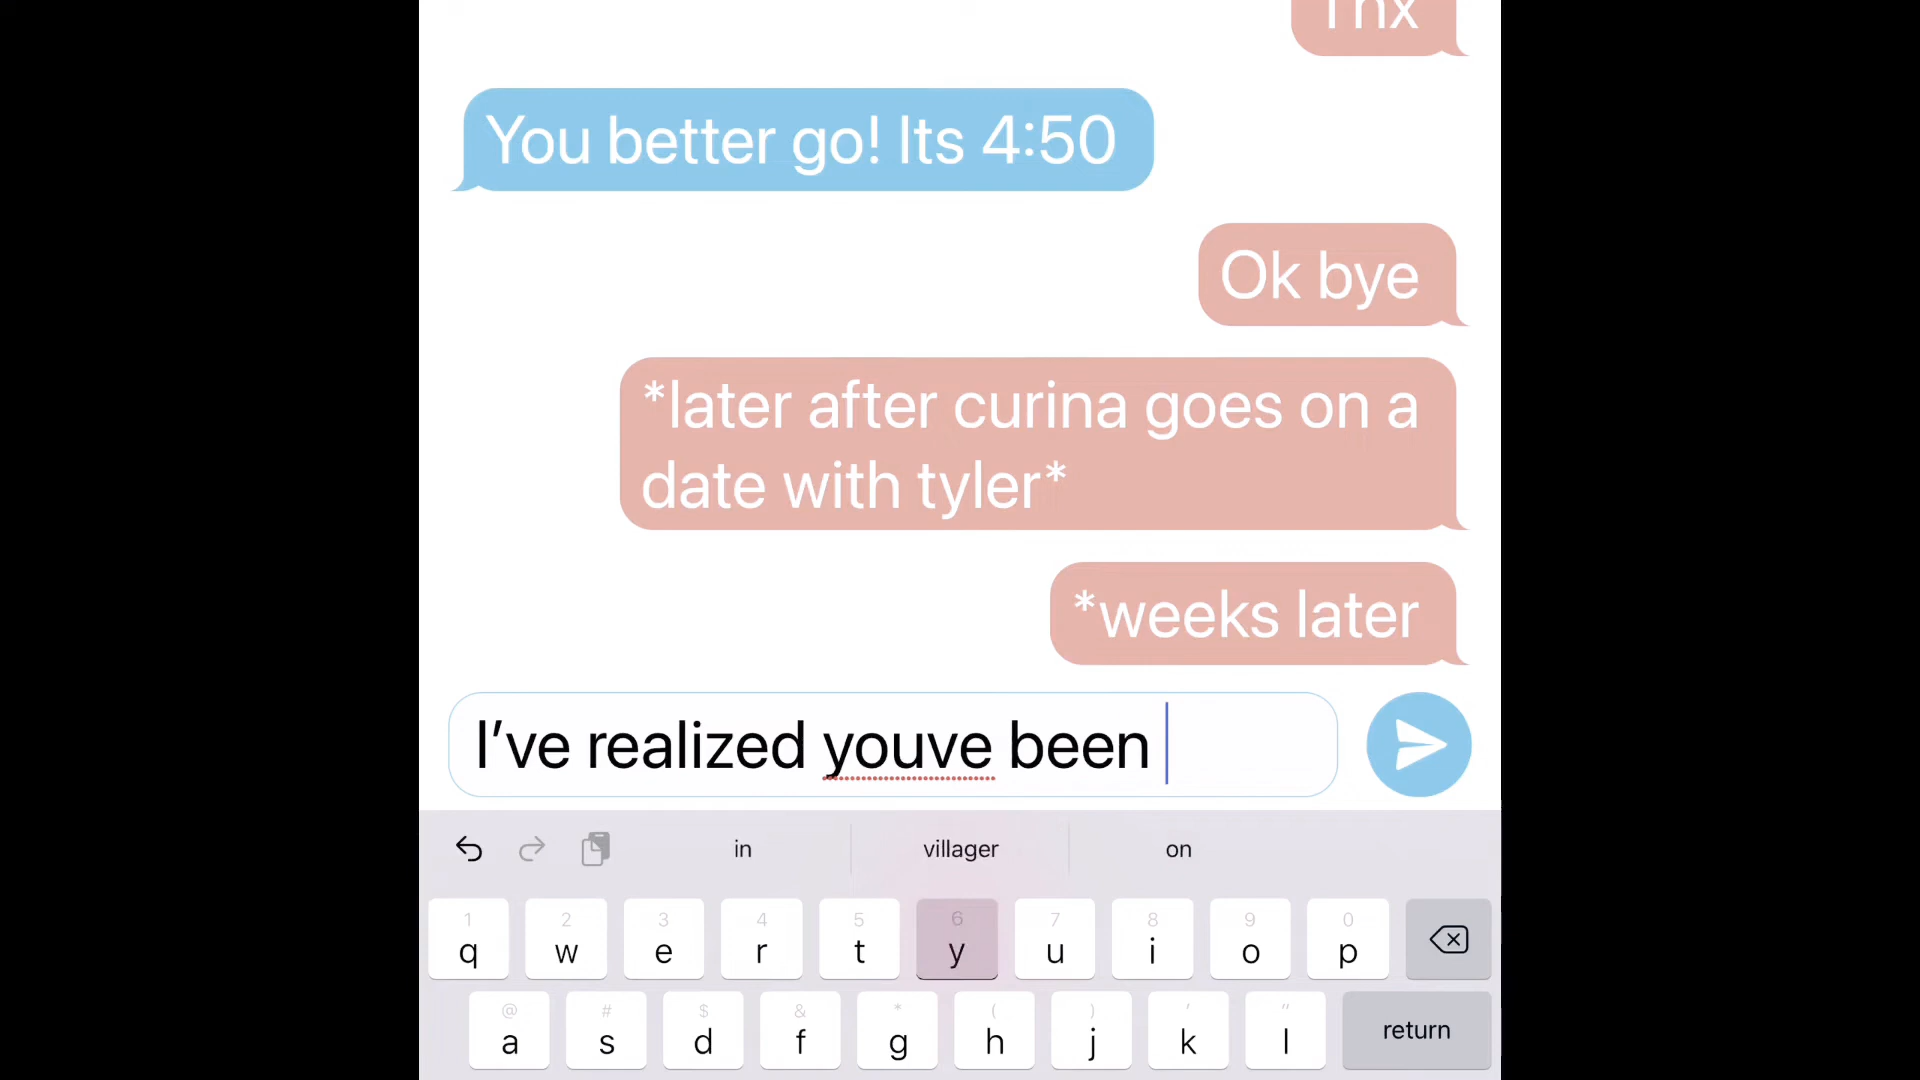 Thx
You better go! Its 4:50
Ok bye
*later after curina goes on a
date with tyler*
*weeks later
I’ve realized youve been
in villager on
1 2 3 4 5 6 7 8 9 0
q w e r t y u i o p
@ # $ & * ( ) ' "
a s d f g h j k l return